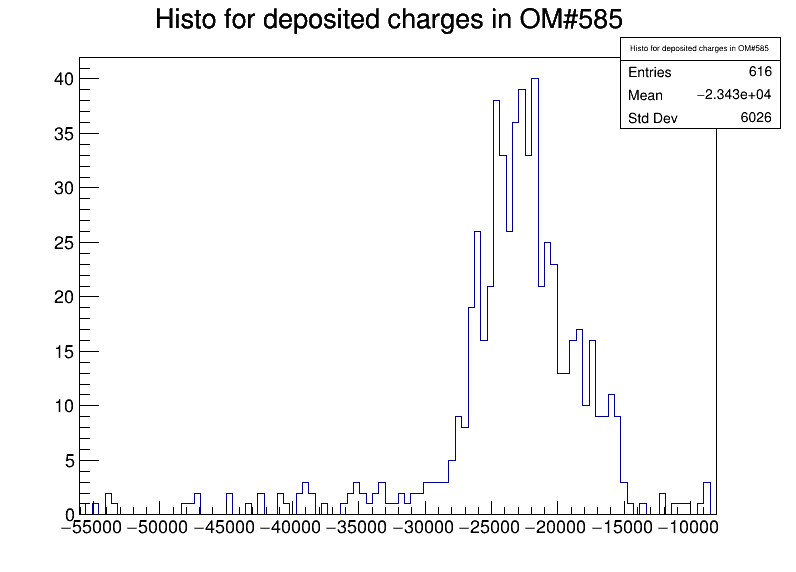 Histo for deposited charges in OM#585
Histo for deposited charges in OM#585
Entries 616
Mean −2.343e+04
Std Dev 6026
40
35
30
25
20
15
10
5
0
−55000 −50000 −45000 −40000 −35000 −30000 −25000 −20000 −15000 −10000